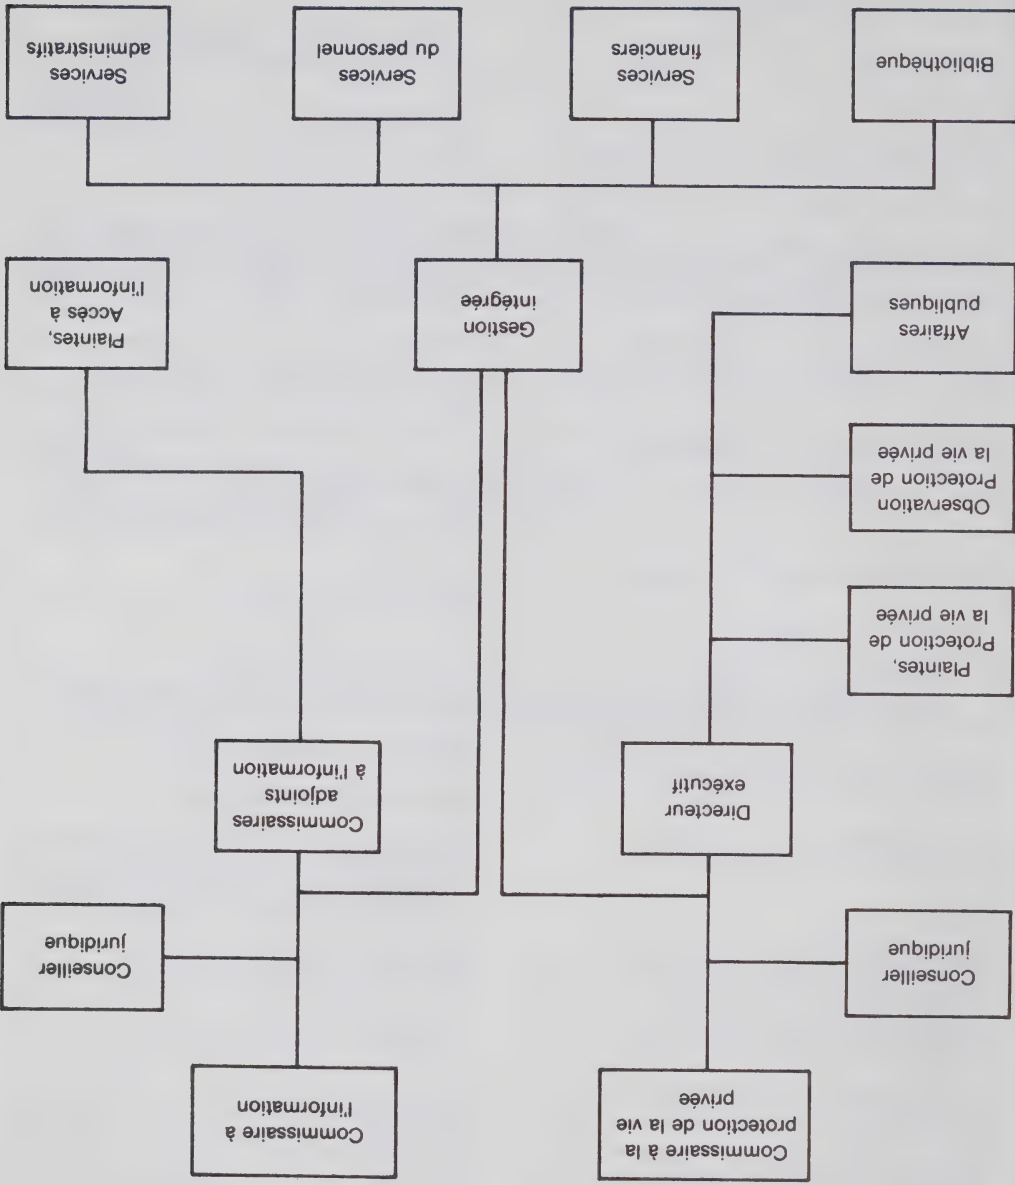 Commissaire à la
protection de la vie
privée
Commissaire à
l'information
Conseiller
juridique
Conseiller
juridique
Directeur
exécutif
Commissaires
adjoints
à l'information
Plaintes,
Protection de
la vie privée
Observation
Protection de
la vie privée
Affaires
publiques
Gestion
intégrée
Plaintes,
Accès à
l'information
Bibliothèque
Services
financiers
Services
du personnel
Services
administratifs